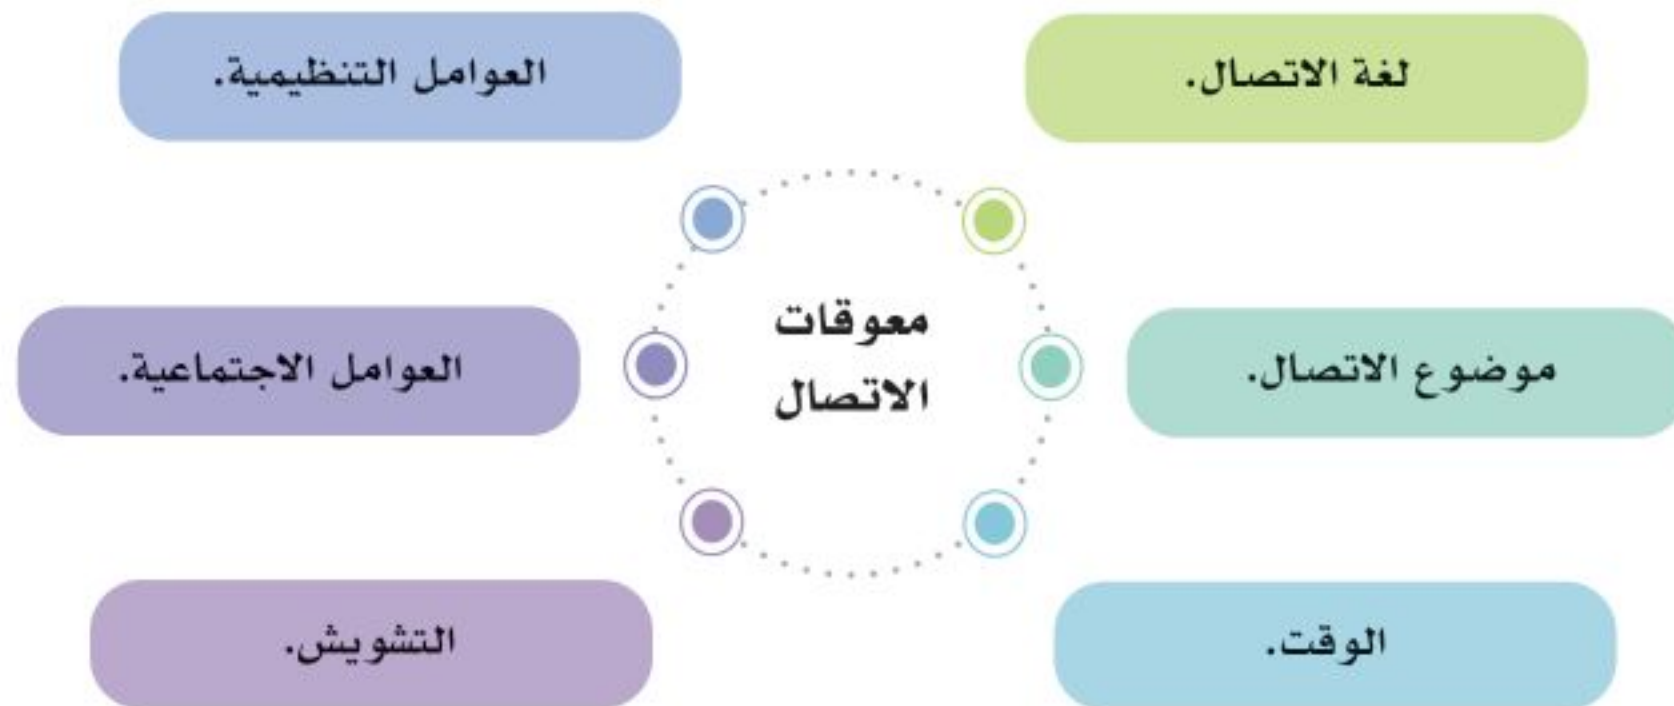 معوقات
الاتصال
لغة الاتصال.
موضوع الاتصال.
الوقت.
العوامل التنظيمية.
العوامل الاجتماعية.
التشويش.